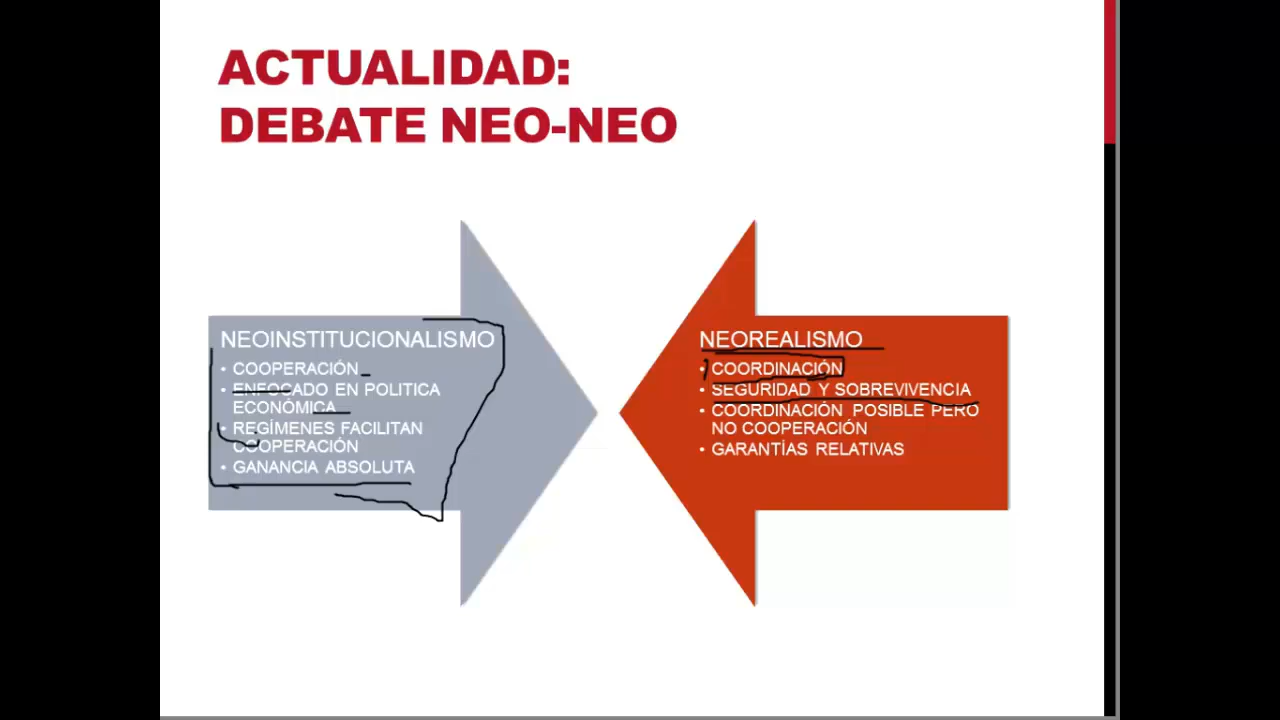 ACTUALIDAD:
DEBATE NEO-NEO
NEOINSTITUCIONALISMO
• COOPERACIÓN
• ENFOCADO EN POLITICA
ECONÓMICA
• REGÍMENES FACILITAN
COOPERACIÓN
• GANANCIA ABSOLUTA
NEOREALISMO
• COORDINACIÓN
• SEGURIDAD Y SOBREVIVENCIA
• COORDINACIÓN POSIBLE PERO
NO COOPERACIÓN
• GARANTÍAS RELATIVAS